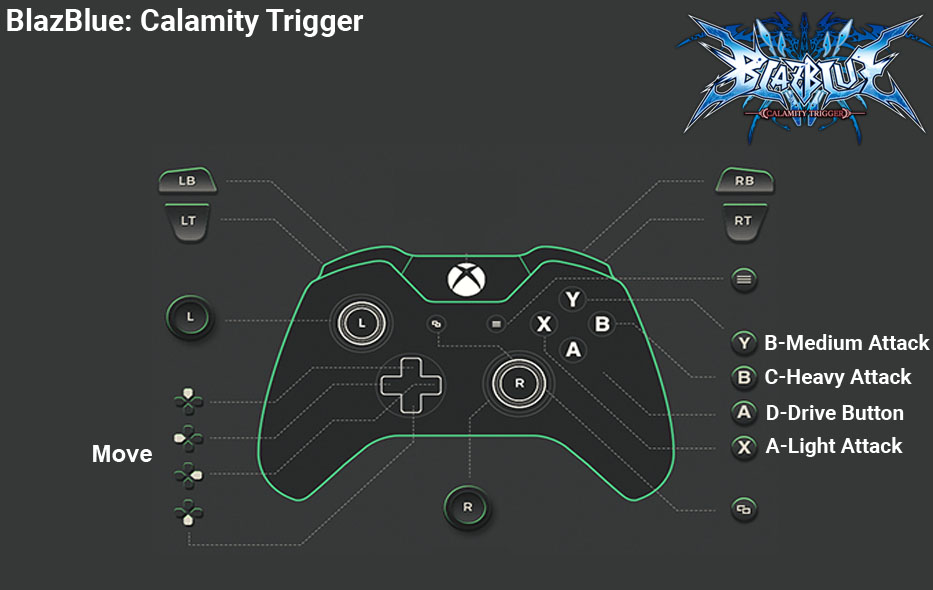 BlazBlue: Calamity Trigger
BLAZBLUE
CALAMITY TRIGGER
LB
RB
LT
RT
L
L
Y
X
B
A
R
Y B-Medium Attack
B C-Heavy Attack
A D-Drive Button
X A-Light Attack
Move
R